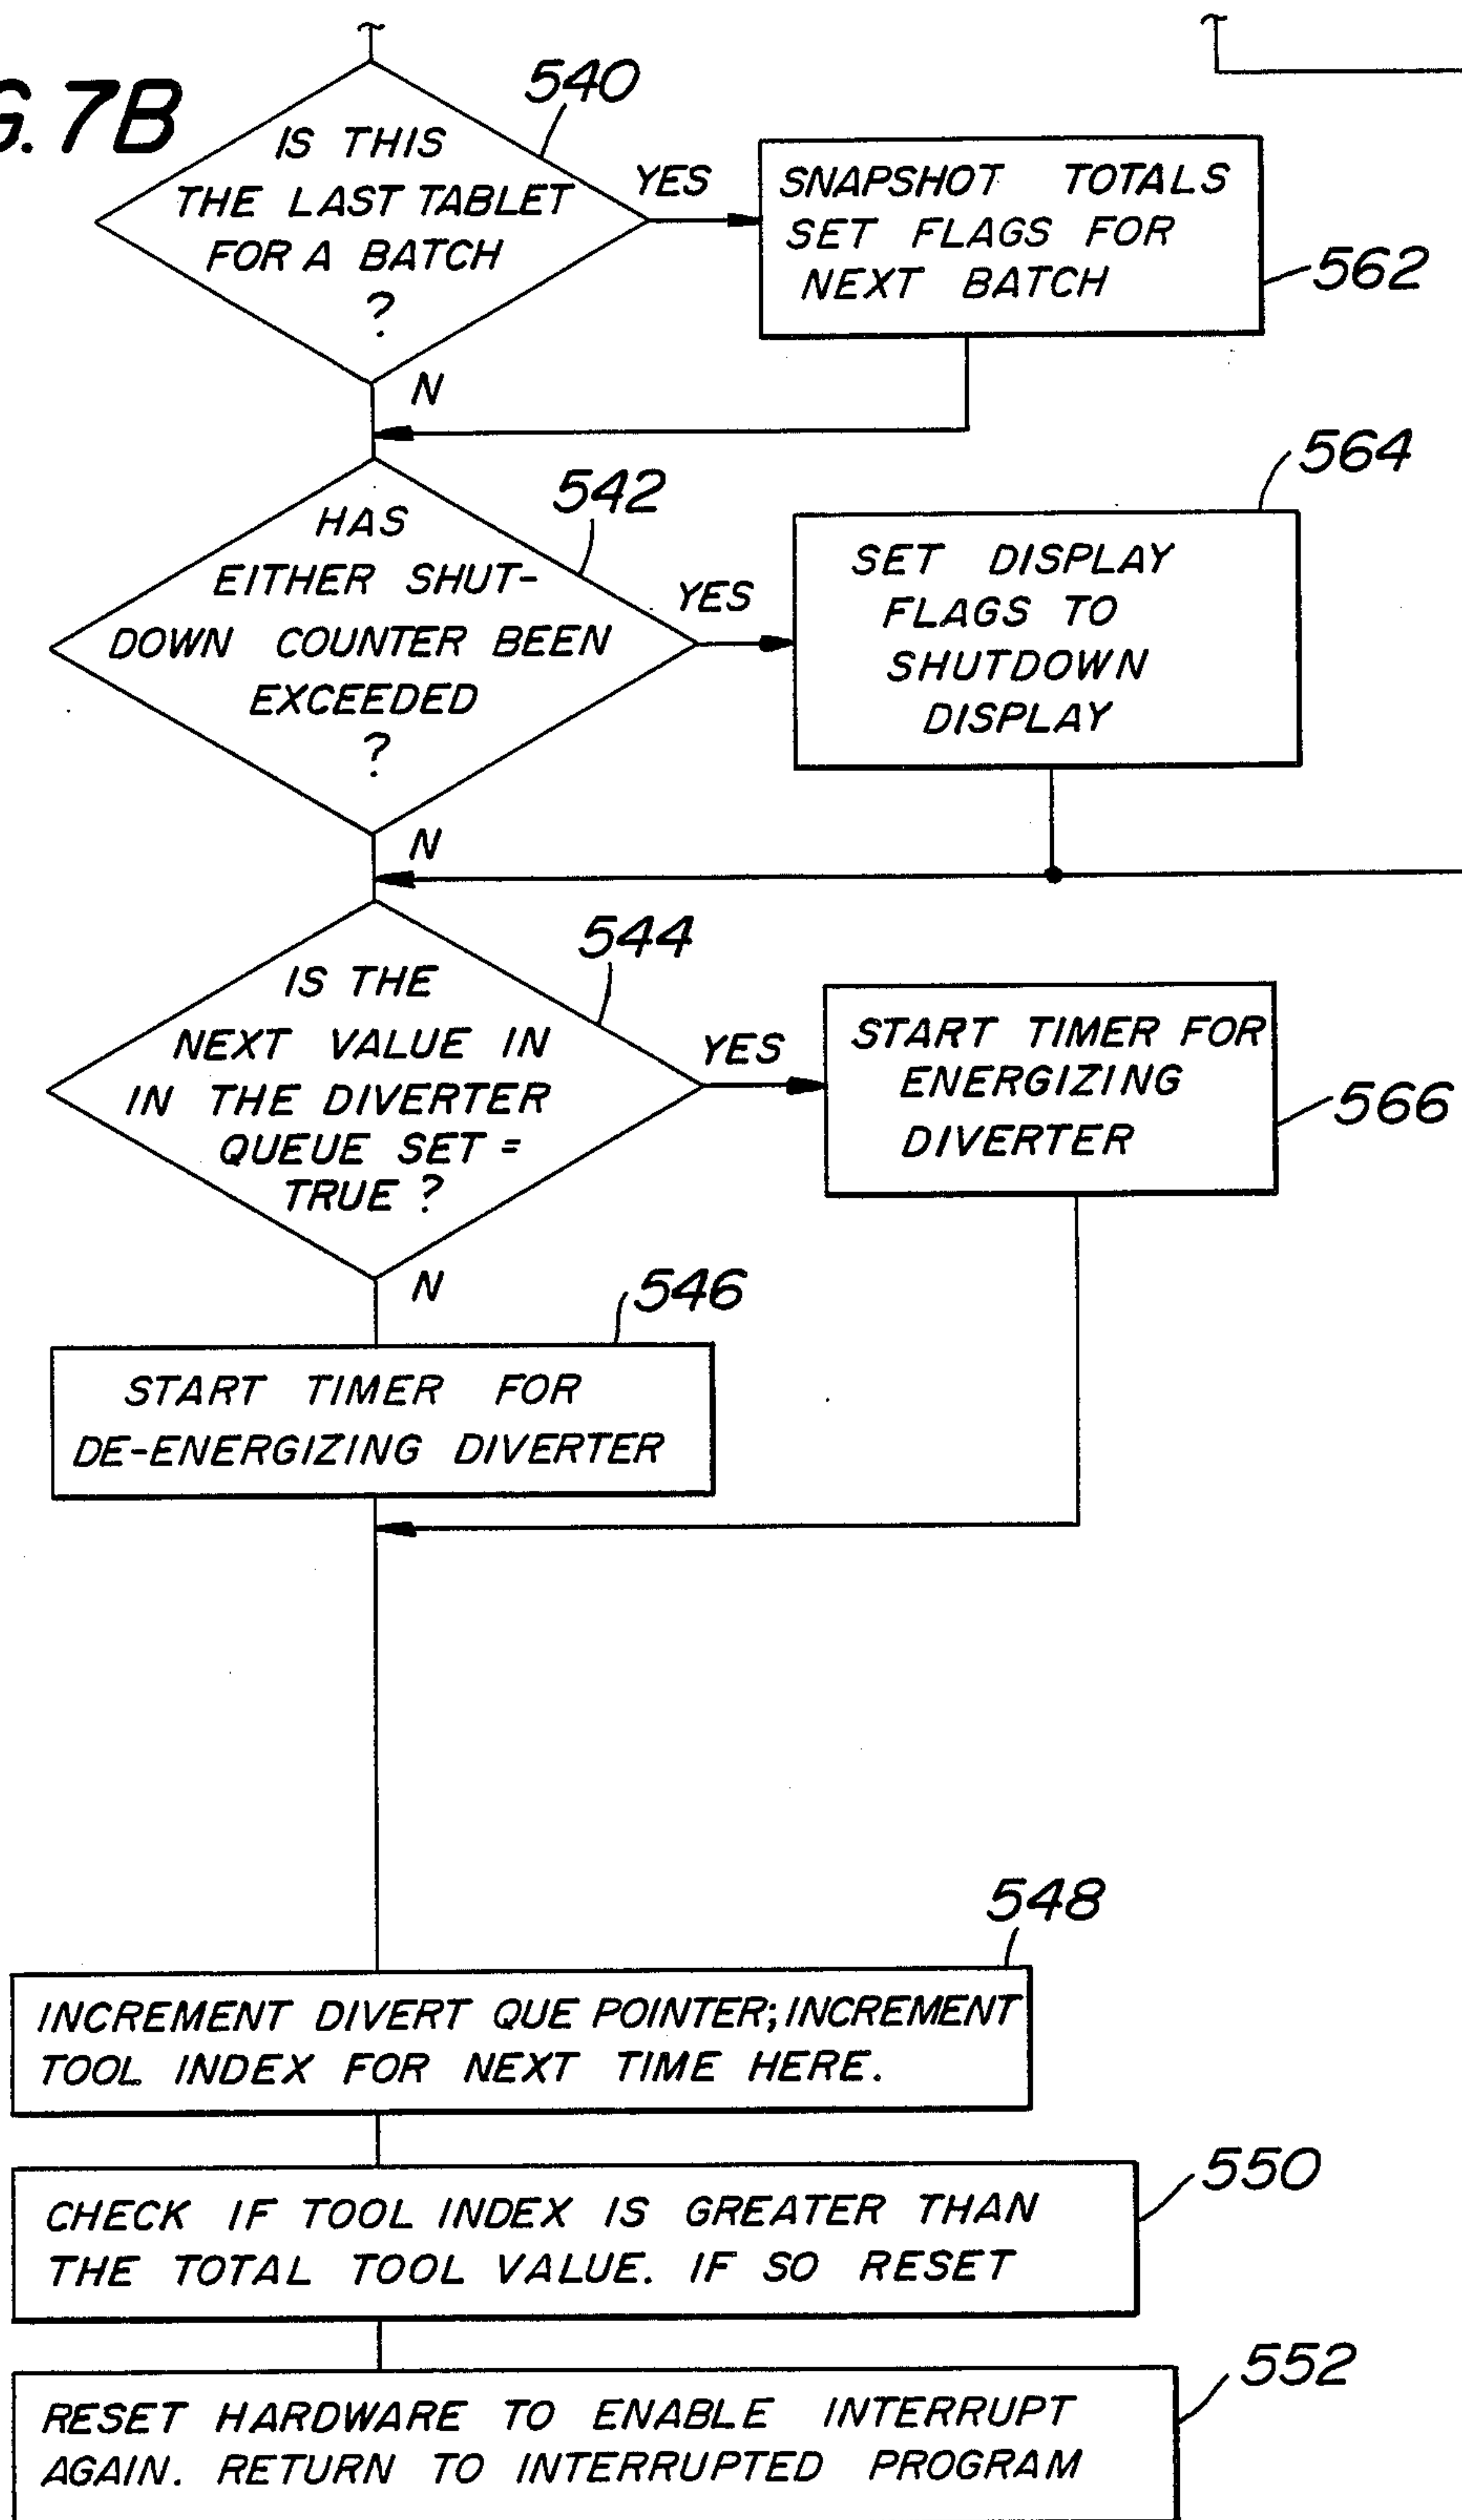 G. 7B
540
IS THIS
THE LAST TABLET
FOR A BATCH
?
YES
SNAPSHOT TOTALS
SET FLAGS FOR
NEXT BATCH
562
N
542
HAS
EITHER SHUT-
DOWN COUNTER BEEN
EXCEEDED
?
YES
564
SET DISPLAY
FLAGS TO
SHUTDOWN
DISPLAY
N
544
IS THE
NEXT VALUE IN
IN THE DIVERTER
QUEUE SET =
TRUE ?
YES
START TIMER FOR
ENERGIZING
DIVERTER
566
N
546
START TIMER FOR
DE-ENERGIZING DIVERTER
548
INCREMENT DIVERT QUE POINTER; INCREMENT
TOOL INDEX FOR NEXT TIME HERE.
550
CHECK IF TOOL INDEX IS GREATER THAN
THE TOTAL TOOL VALUE. IF SO RESET
552
RESET HARDWARE TO ENABLE INTERRUPT
AGAIN. RETURN TO INTERRUPTED PROGRAM